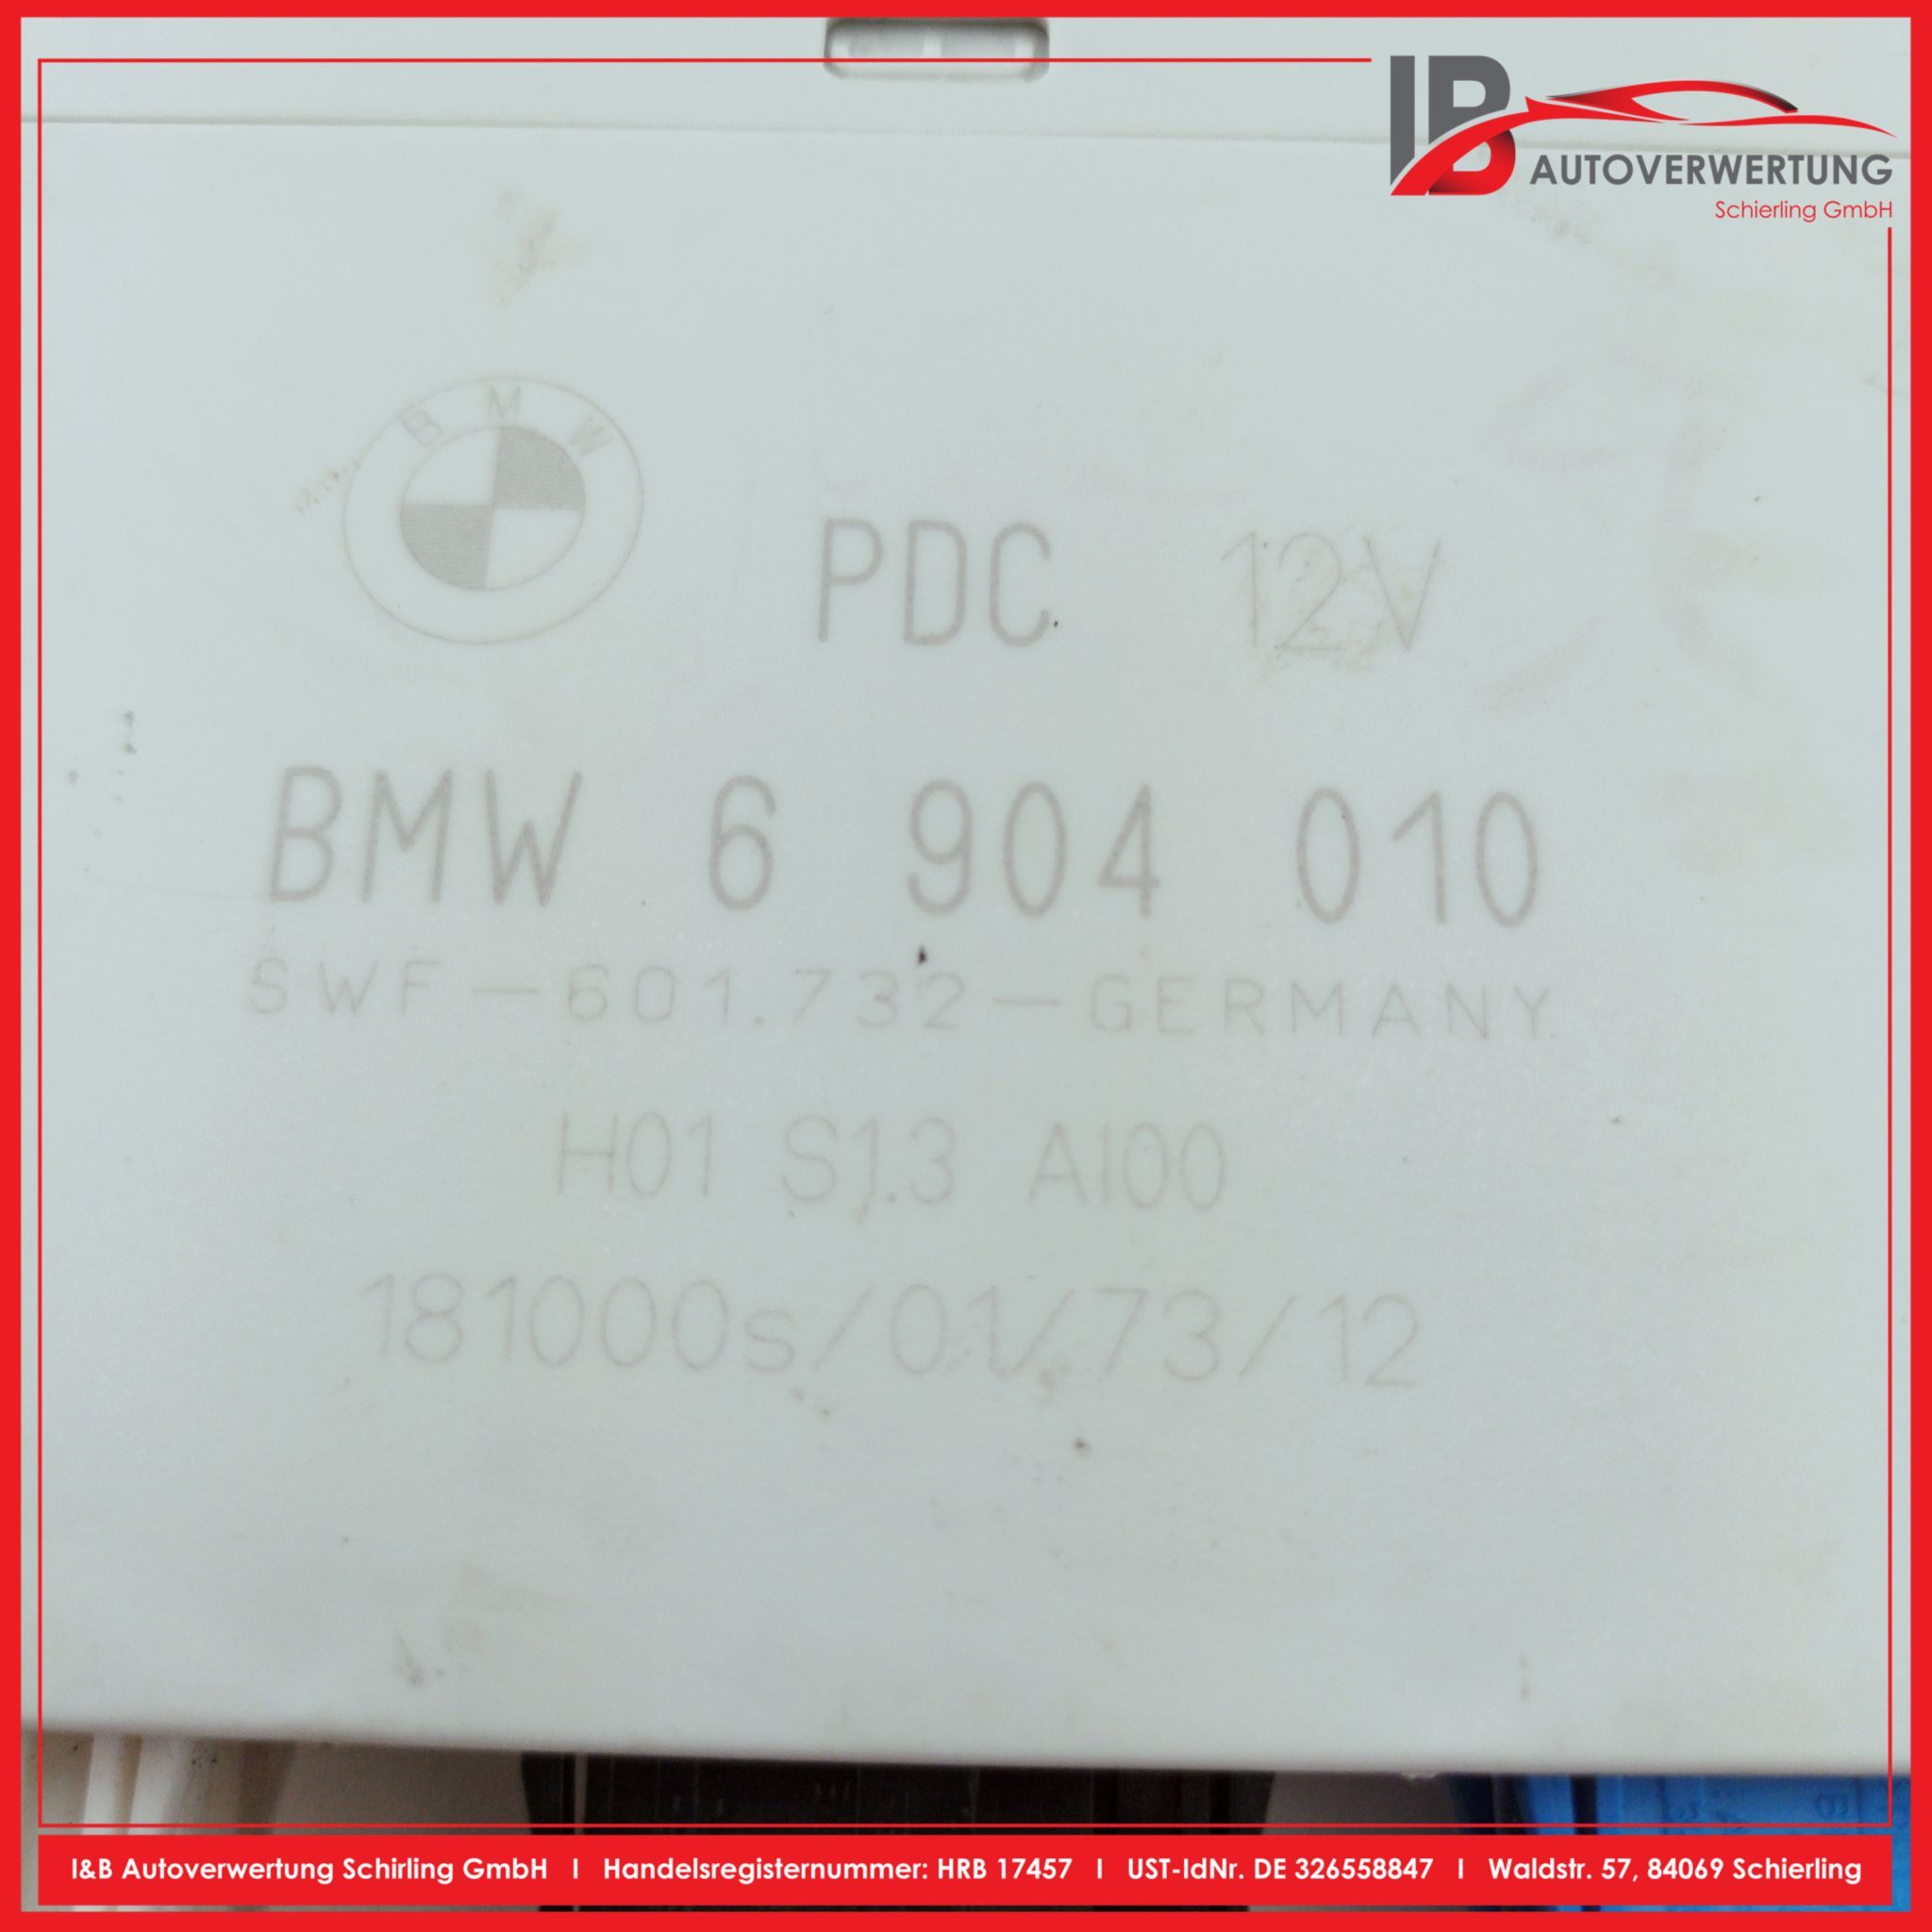 IB
AUTOVERWERTUNG
Schierling GmbH
BMW
PDC 12V
BMW 6 904 010
SWF-601.732-GERMANY
H01 S1.3 AI00
181000s/01/73/12
I&B Autoverwertung Schirling GmbH I Handelsregisternummer: HRB 17457 I UST-IdNr. DE 326558847 I Waldstr. 57, 84069 Schierling